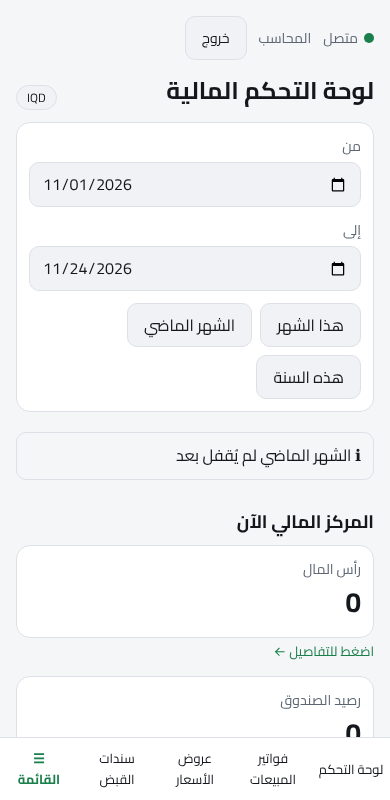 متصل المحاسب خروج
لوحة التحكم المالية IQD
من
11/01/2026
إلى
11/24/2026
هذا الشهر الشهر الماضي
هذه السنة
ℹ الشهر الماضي لم يُقفل بعد
المركز المالي الآن
رأس المال
0
اضغط للتفاصيل ←
رصيد الصندوق
0
لوحة التحكم
فواتير المبيعات
عروض الأسعار
سندات القبض
☰ القائمة